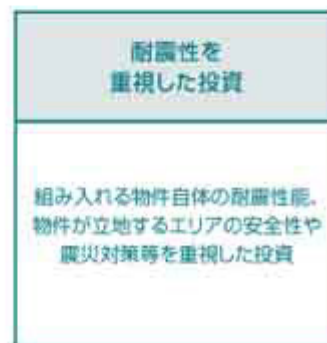 耐震性を
重視した投資
組み入れる物件自体の耐震性能、
物件が立地するエリアの安全性や
震災対策等を重視した投資